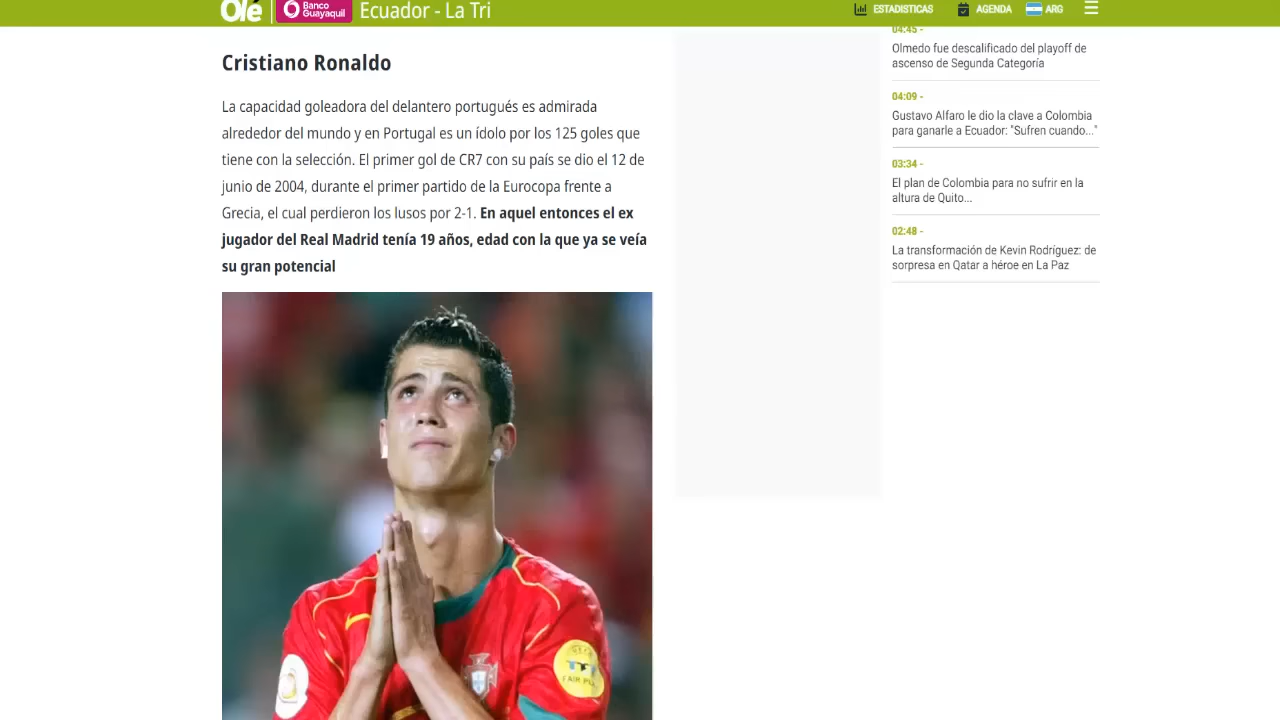 Olé
Banco
Guayaquil
Ecuador - La Tri
ESTADISTICAS
AGENDA
ARG
Cristiano Ronaldo
La capacidad goleadora del delantero portugués es admirada
alrededor del mundo y en Portugal es un ídolo por los 125 goles que
tiene con la selección. El primer gol de CR7 con su país se dio el 12 de
junio de 2004, durante el primer partido de la Eurocopa frente a
Grecia, el cual perdieron los lusos por 2-1. En aquel entonces el ex
jugador del Real Madrid tenía 19 años, edad con la que ya se veía
su gran potencial
04:45 -
Olmedo fue descalificado del playoff de
ascenso de Segunda Categoría
04:09 -
Gustavo Alfaro le dio la clave a Colombia
para ganarle a Ecuador: "Sufren cuando..."
03:34 -
El plan de Colombia para no sufrir en la
altura de Quito...
02:48 -
La transformación de Kevin Rodríguez: de
sorpresa en Qatar a héroe en La Paz
FAIR PL